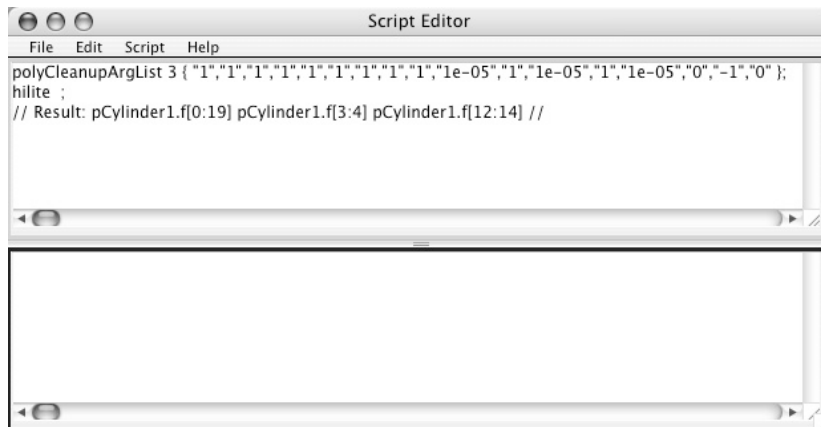 Script Editor
File Edit Script Help
polyCleanupArgList 3 { "1","1","1","1","1","1","1","1","1","1e-05","1","1e-05","1","1e-05","0","-1","0" };
hilite ;
// Result: pCylinder1.f[0:19] pCylinder1.f[3:4] pCylinder1.f[12:14] //